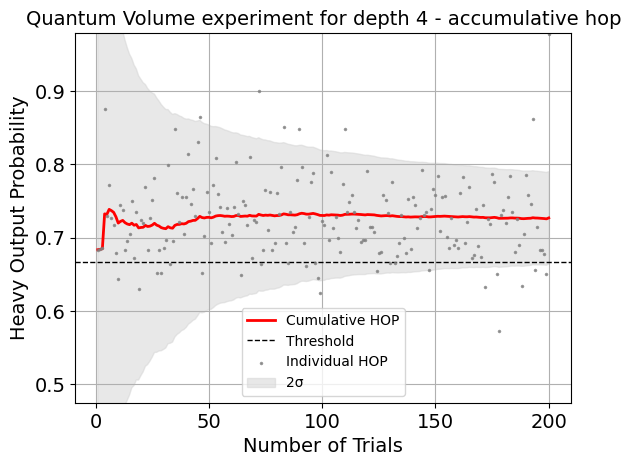 Quantum Volume experiment for depth 4 - accumulative hop
Heavy Output Probability
0.9
0.8
0.7
0.6
0.5
Cumulative HOP
Threshold
Individual HOP
2σ
0 50 100 150 200
Number of Trials